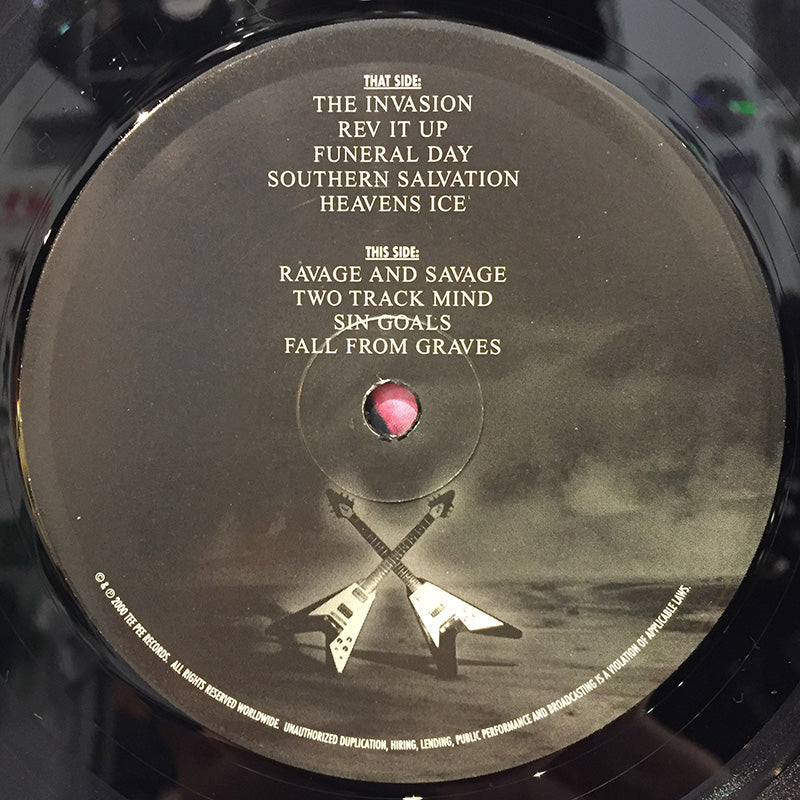 THAT SIDE:
THE INVASION
REV IT UP
FUNERAL DAY
SOUTHERN SALVATION
HEAVENS ICE
THIS SIDE:
RAVAGE AND SAVAGE
TWO TRACK MIND
SIN GOALS
FALL FROM GRAVES
© & ℗ 2000 TEE PEE RECORDS. ALL RIGHTS RESERVED WORLDWIDE. UNAUTHORIZED DUPLICATION, HIRING, LENDING, PUBLIC PERFORMANCE AND BROADCASTING IS A VIOLATION OF APPLICABLE LAWS.